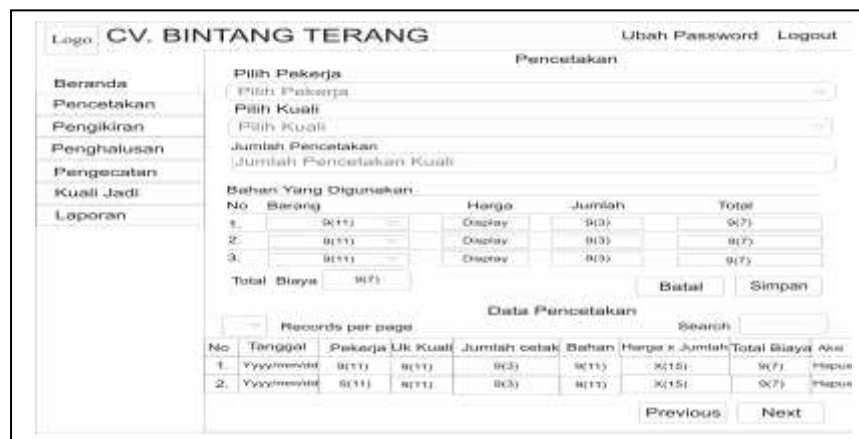 Logo CV. BINTANG TERANG Ubah Password Logout
Pencetakan
Beranda
Pencetakan
Pengikiran
Penghalusan
Pengecatan
Kuali Jadi
Laporan
Pilih Pekerja
Pilih Pekerja
Pilih Kuali
Pilih Kuali
Jumlah Pencetakan
Jumlah Pencetakan Kuali
Bahan Yang Digunakan
No Barang Harga Jumlah Total
1. 9(11) Display 9(3) 9(7)
2. 9(11) Display 9(3) 9(7)
3. 9(11) Display 9(3) 9(7)
Total Biaya 9(7)
Batal Simpan
Data Pencetakan
Records per page Search
No Tanggal Pekerja Uk Kuali Jumlah cetak Bahan Harga x Jumlah Total Biaya Aksi
1. Yyyy/mm/dd 9(11) 9(11) 9(3) 9(11) X(15) 9(7) Hapus
2. Yyyy/mm/dd 9(11) 9(11) 9(3) 9(11) X(15) 9(7) Hapus
Previous Next